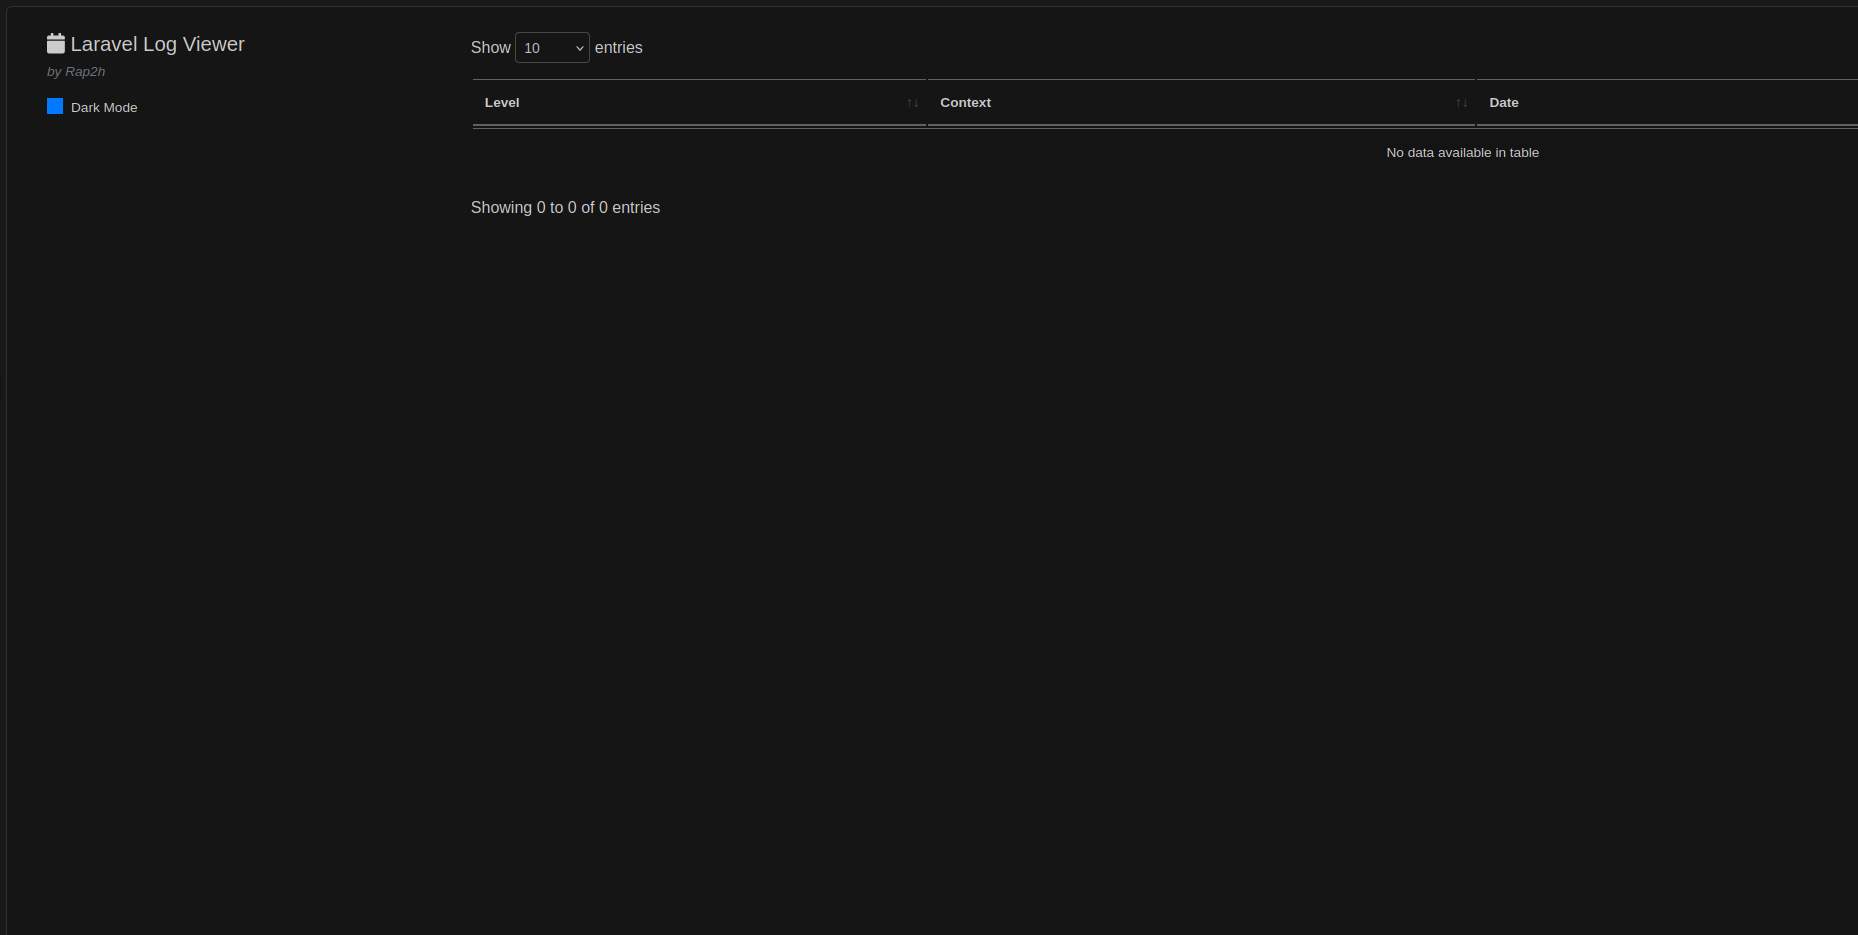 Laravel Log Viewer
by Rap2h
Dark Mode
Show 10 entries
Level Context Date
No data available in table
Showing 0 to 0 of 0 entries